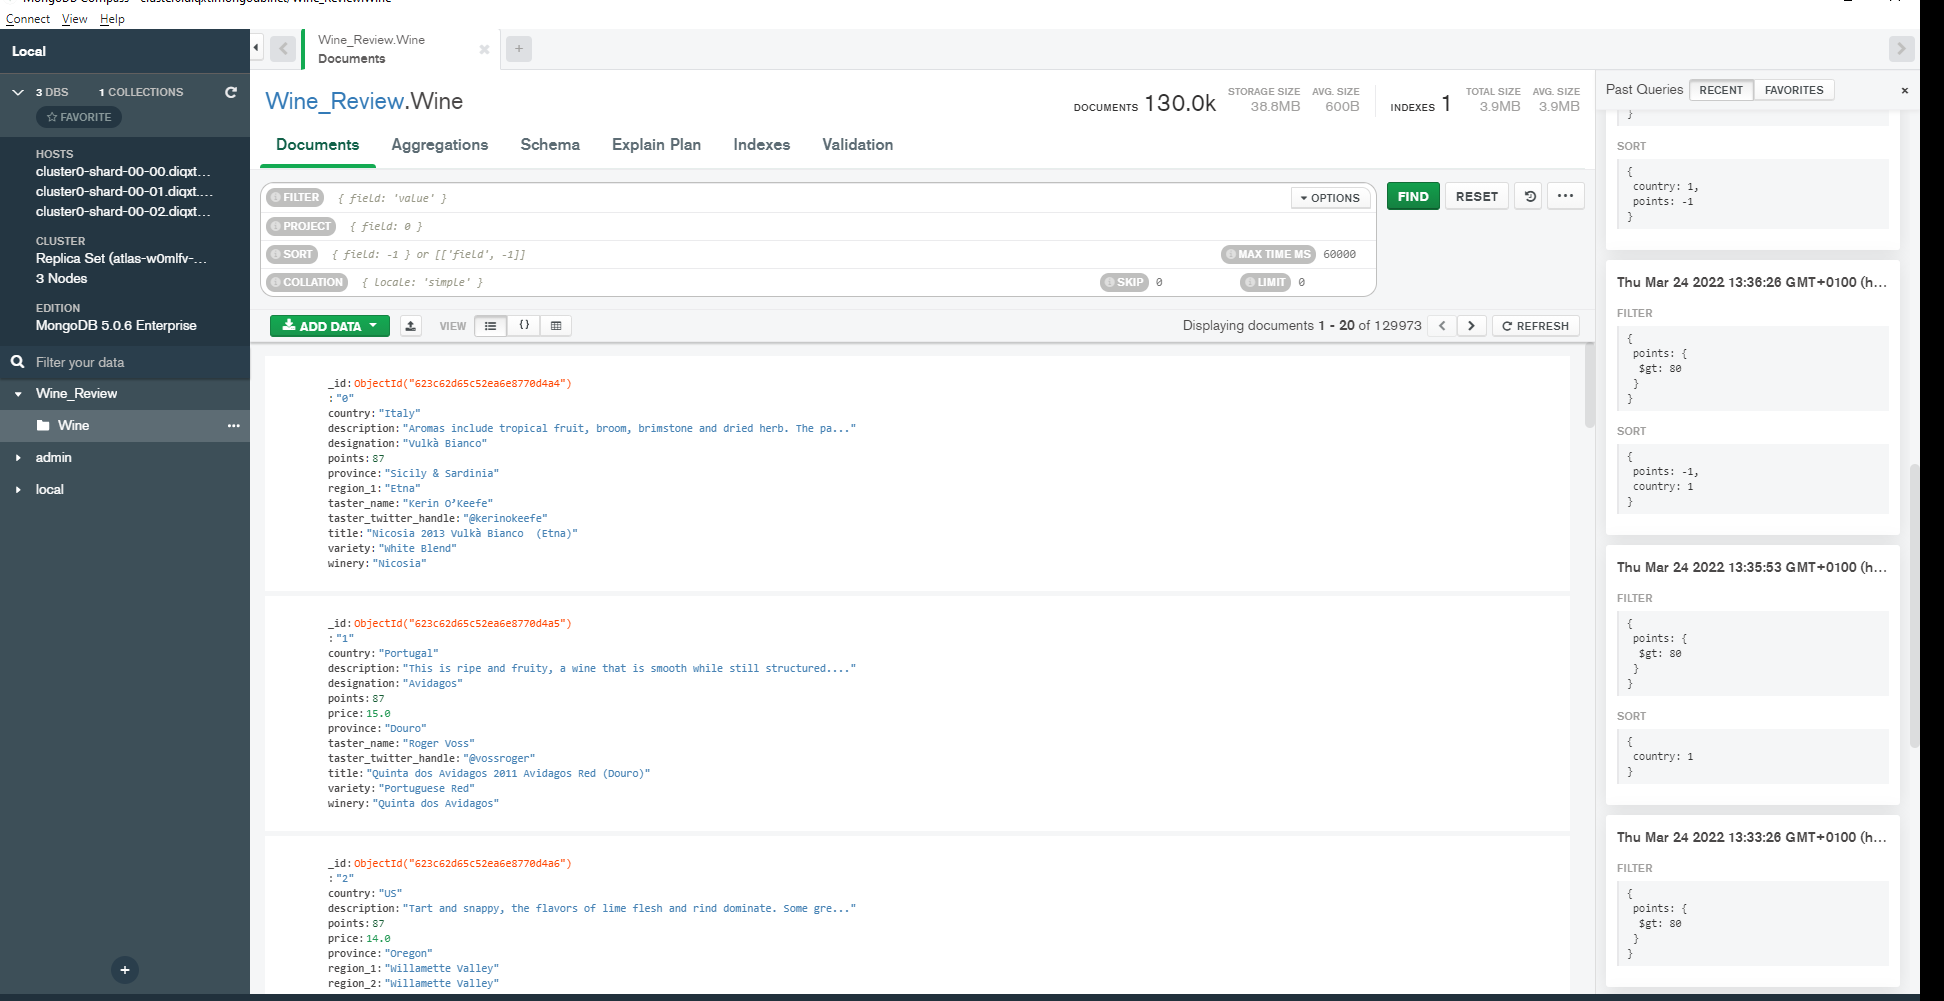 MongoDB Compass - cluster0.diqxt.mongodb.net/Wine_Review.Wine
Connect View Help
Local
3 DBS 1 COLLECTIONS
FAVORITE
HOSTS
cluster0-shard-00-00.diqxt...
cluster0-shard-00-01.diqxt....
cluster0-shard-00-02.diqxt...
CLUSTER
Replica Set (atlas-w0mlfv-...
3 Nodes
EDITION
MongoDB 5.0.6 Enterprise
Filter your data
Wine_Review
Wine
admin
local
Wine_Review.Wine
Documents
Wine_Review.Wine
DOCUMENTS 130.0k
STORAGE SIZE
38.8MB
AVG. SIZE
600B
INDEXES 1
TOTAL SIZE
3.9MB
AVG. SIZE
3.9MB
Documents Aggregations Schema Explain Plan Indexes Validation
FILTER { field: 'value' } OPTIONS
FIND RESET
PROJECT { field: 0 }
SORT { field: -1 } or [['field', -1]] MAX TIME MS 60000
COLLATION { locale: 'simple' } SKIP 0 LIMIT 0
ADD DATA VIEW {} Displaying documents 1 - 20 of 129973 REFRESH
_id: ObjectId("623c62d65c52ea6e8770d4a4")
: "0"
country: "Italy"
description: "Aromas include tropical fruit, broom, brimstone and dried herb. The pa..."
designation: "Vulkà Bianco"
points: 87
province: "Sicily & Sardinia"
region_1: "Etna"
taster_name: "Kerin O’Keefe"
taster_twitter_handle: "@kerinokeefe"
title: "Nicosia 2013 Vulkà Bianco  (Etna)"
variety: "White Blend"
winery: "Nicosia"
_id: ObjectId("623c62d65c52ea6e8770d4a5")
: "1"
country: "Portugal"
description: "This is ripe and fruity, a wine that is smooth while still structured...."
designation: "Avidagos"
points: 87
price: 15.0
province: "Douro"
taster_name: "Roger Voss"
taster_twitter_handle: "@vossroger"
title: "Quinta dos Avidagos 2011 Avidagos Red (Douro)"
variety: "Portuguese Red"
winery: "Quinta dos Avidagos"
_id: ObjectId("623c62d65c52ea6e8770d4a6")
: "2"
country: "US"
description: "Tart and snappy, the flavors of lime flesh and rind dominate. Some gre..."
points: 87
price: 14.0
province: "Oregon"
region_1: "Willamette Valley"
region_2: "Willamette Valley"
Past Queries RECENT FAVORITES
}
SORT
{
country: 1,
points: -1
}
Thu Mar 24 2022 13:36:26 GMT+0100 (h...
FILTER
{
points: {
$gt: 80
}
}
SORT
{
points: -1,
country: 1
}
Thu Mar 24 2022 13:35:53 GMT+0100 (h...
FILTER
{
points: {
$gt: 80
}
}
SORT
{
country: 1
}
Thu Mar 24 2022 13:33:26 GMT+0100 (h...
FILTER
{
points: {
$gt: 80
}
}